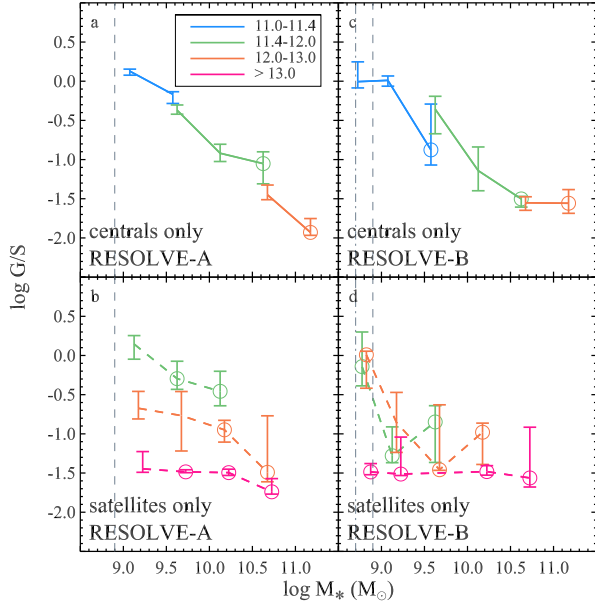 a
11.0-11.4
11.4-12.0
12.0-13.0
> 13.0
c
0.5
0.0
-0.5
-1.0
-1.5
-2.0
centrals only
RESOLVE-A
centrals only
RESOLVE-B
log G/S
b
d
0.5
0.0
-0.5
-1.0
-1.5
-2.0
satellites only
RESOLVE-A
satellites only
RESOLVE-B
9.0 9.5 10.0 10.5 11.0
9.0 9.5 10.0 10.5 11.0
log M* (M☉)